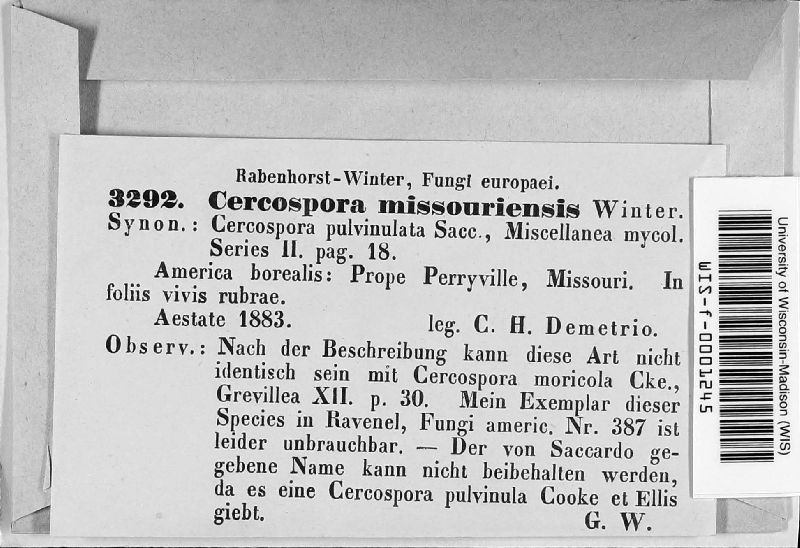 Rabenhorst-Winter, Fungi europaei.
3292. Cercospora missouriensis Winter.
Synon.: Cercospora pulvinulata Sacc., Miscellanea mycol.
Series II. pag. 18.
America borealis: Prope Perryville, Missouri. In
foliis vivis rubrae.
Aestate 1883. leg. C. H. Demetrio.
Observ.: Nach der Beschreibung kann diese Art nicht
identisch sein mit Cercospora moricola Cke.,
Grevillea XII. p. 30. Mein Exemplar dieser
Species in Ravenel, Fungi americ. Nr. 387 ist
leider unbrauchbar. — Der von Saccardo ge-
gebene Name kann nicht beibehalten werden,
da es eine Cercospora pulvinula Cooke et Ellis
giebt. G. W.
University of Wisconsin-Madison (WIS)
WIS-f-0001245